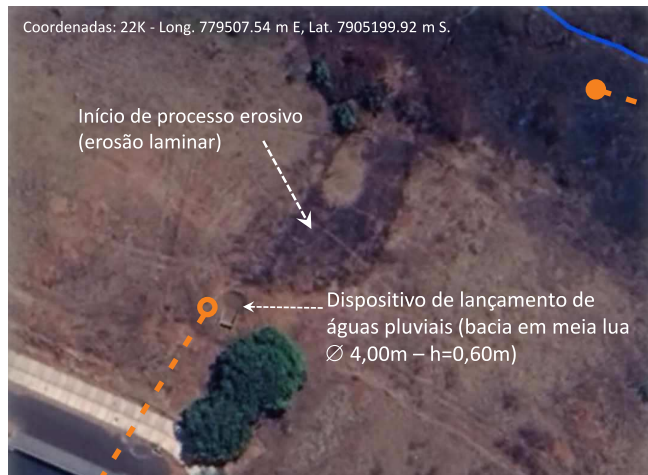 Coordenadas: 22K - Long. 779507.54 m E, Lat. 7905199.92 m S.
Início de processo erosivo
(erosão laminar)
Dispositivo de lançamento de
águas pluviais (bacia em meia lua
∅ 4,00m – h=0,60m)